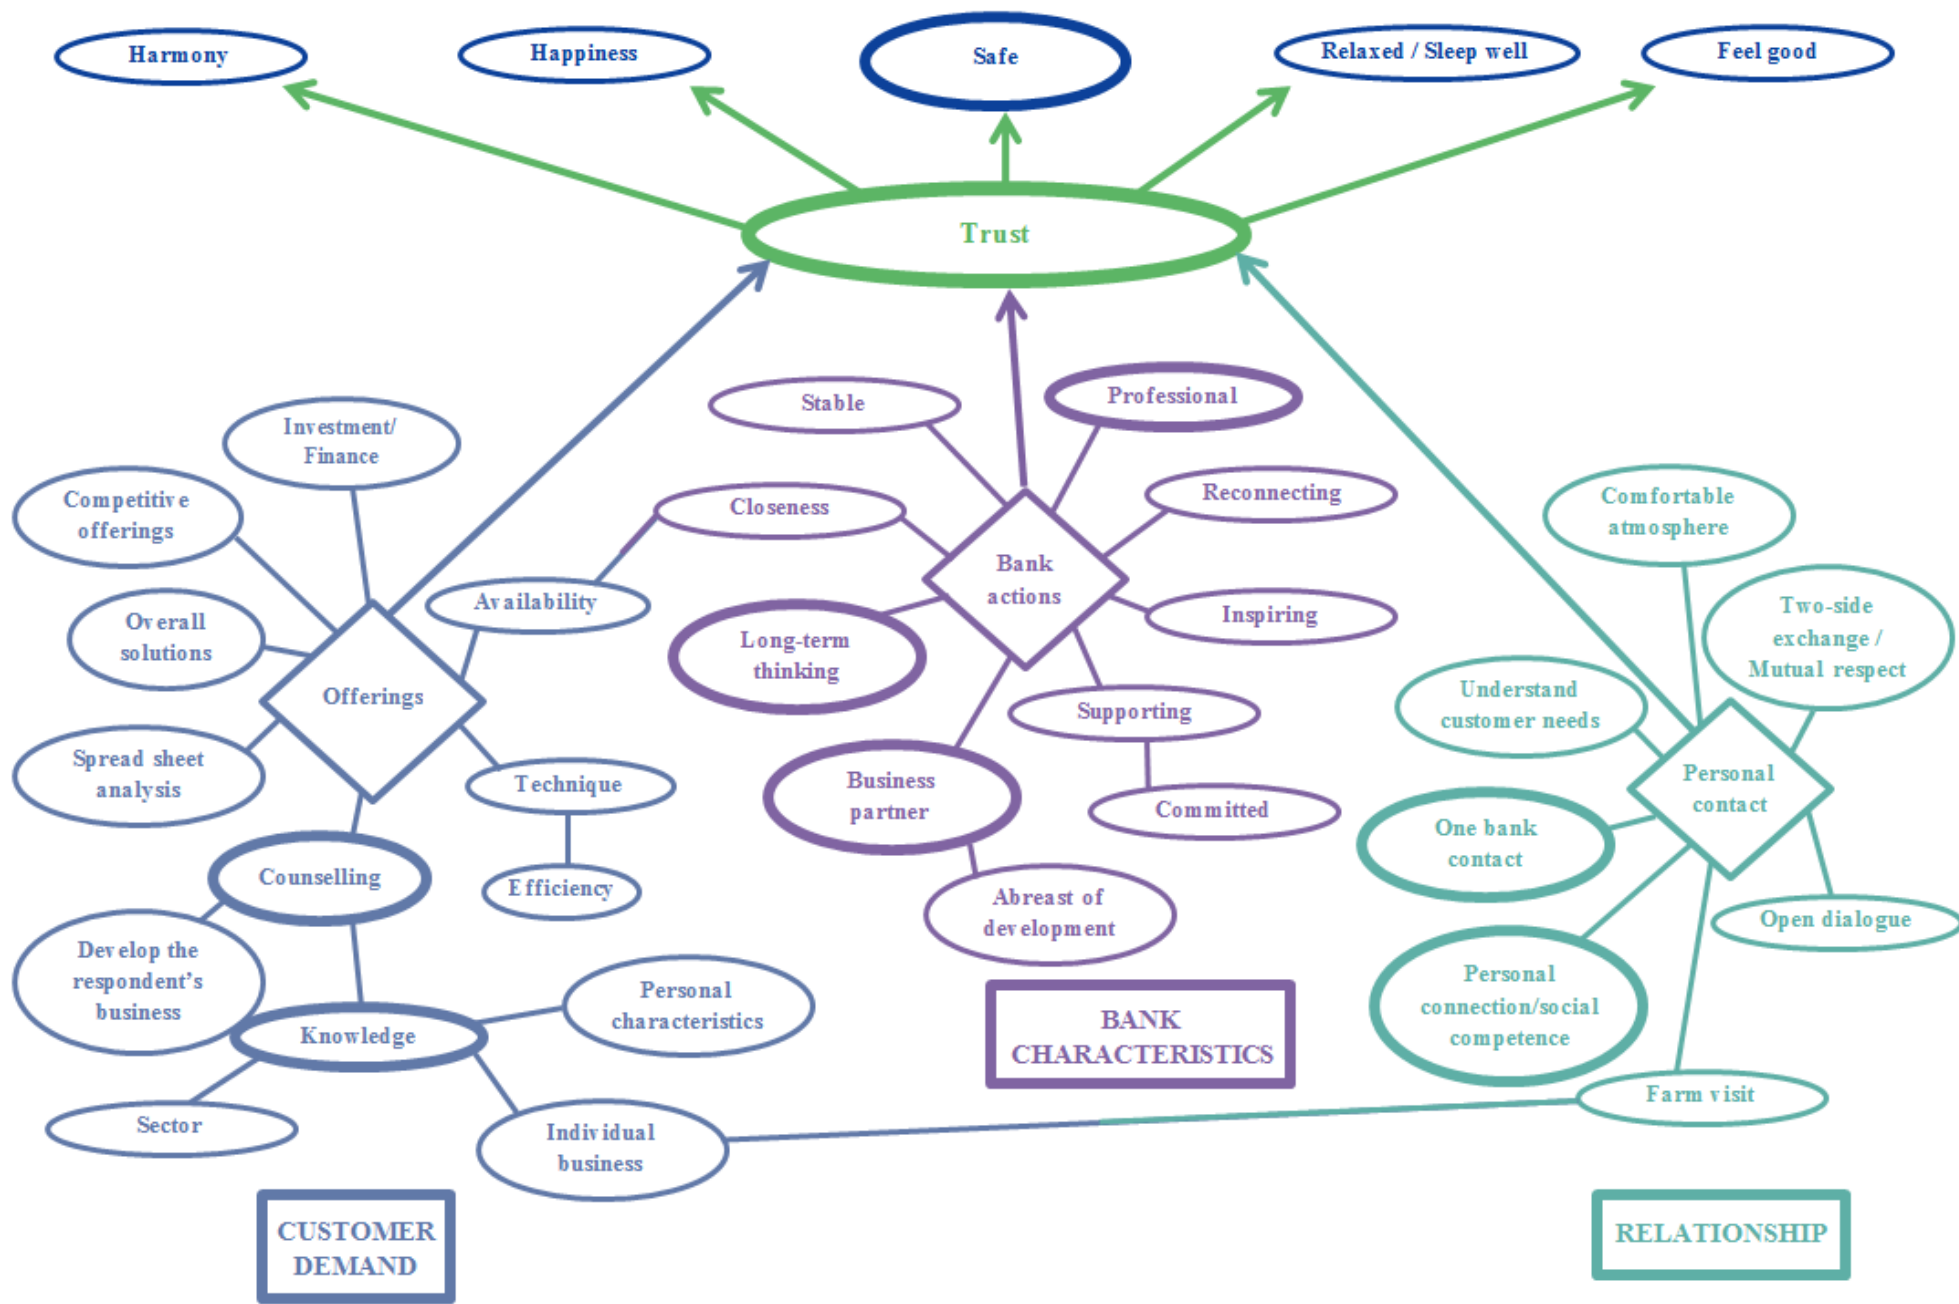 Harmony
Happiness
Safe
Relaxed / Sleep well
Feel good
Trust
Investment/
Finance
Competitive
offerings
Overall
solutions
Availability
Offerings
Spread sheet
analysis
Technique
Efficiency
Counselling
Develop the
respondent's
business
Knowledge
Personal
characteristics
Sector
Individual
business
CUSTOMER
DEMAND
Stable
Professional
Closeness
Reconnecting
Bank
actions
Long-term
thinking
Inspiring
Supporting
Business
partner
Committed
Abreast of
development
BANK
CHARACTERISTICS
Comfortable
atmosphere
Two-side
exchange /
Mutual respect
Understand
customer needs
Personal
contact
One bank
contact
Open dialogue
Personal
connection/social
competence
Farm visit
RELATIONSHIP